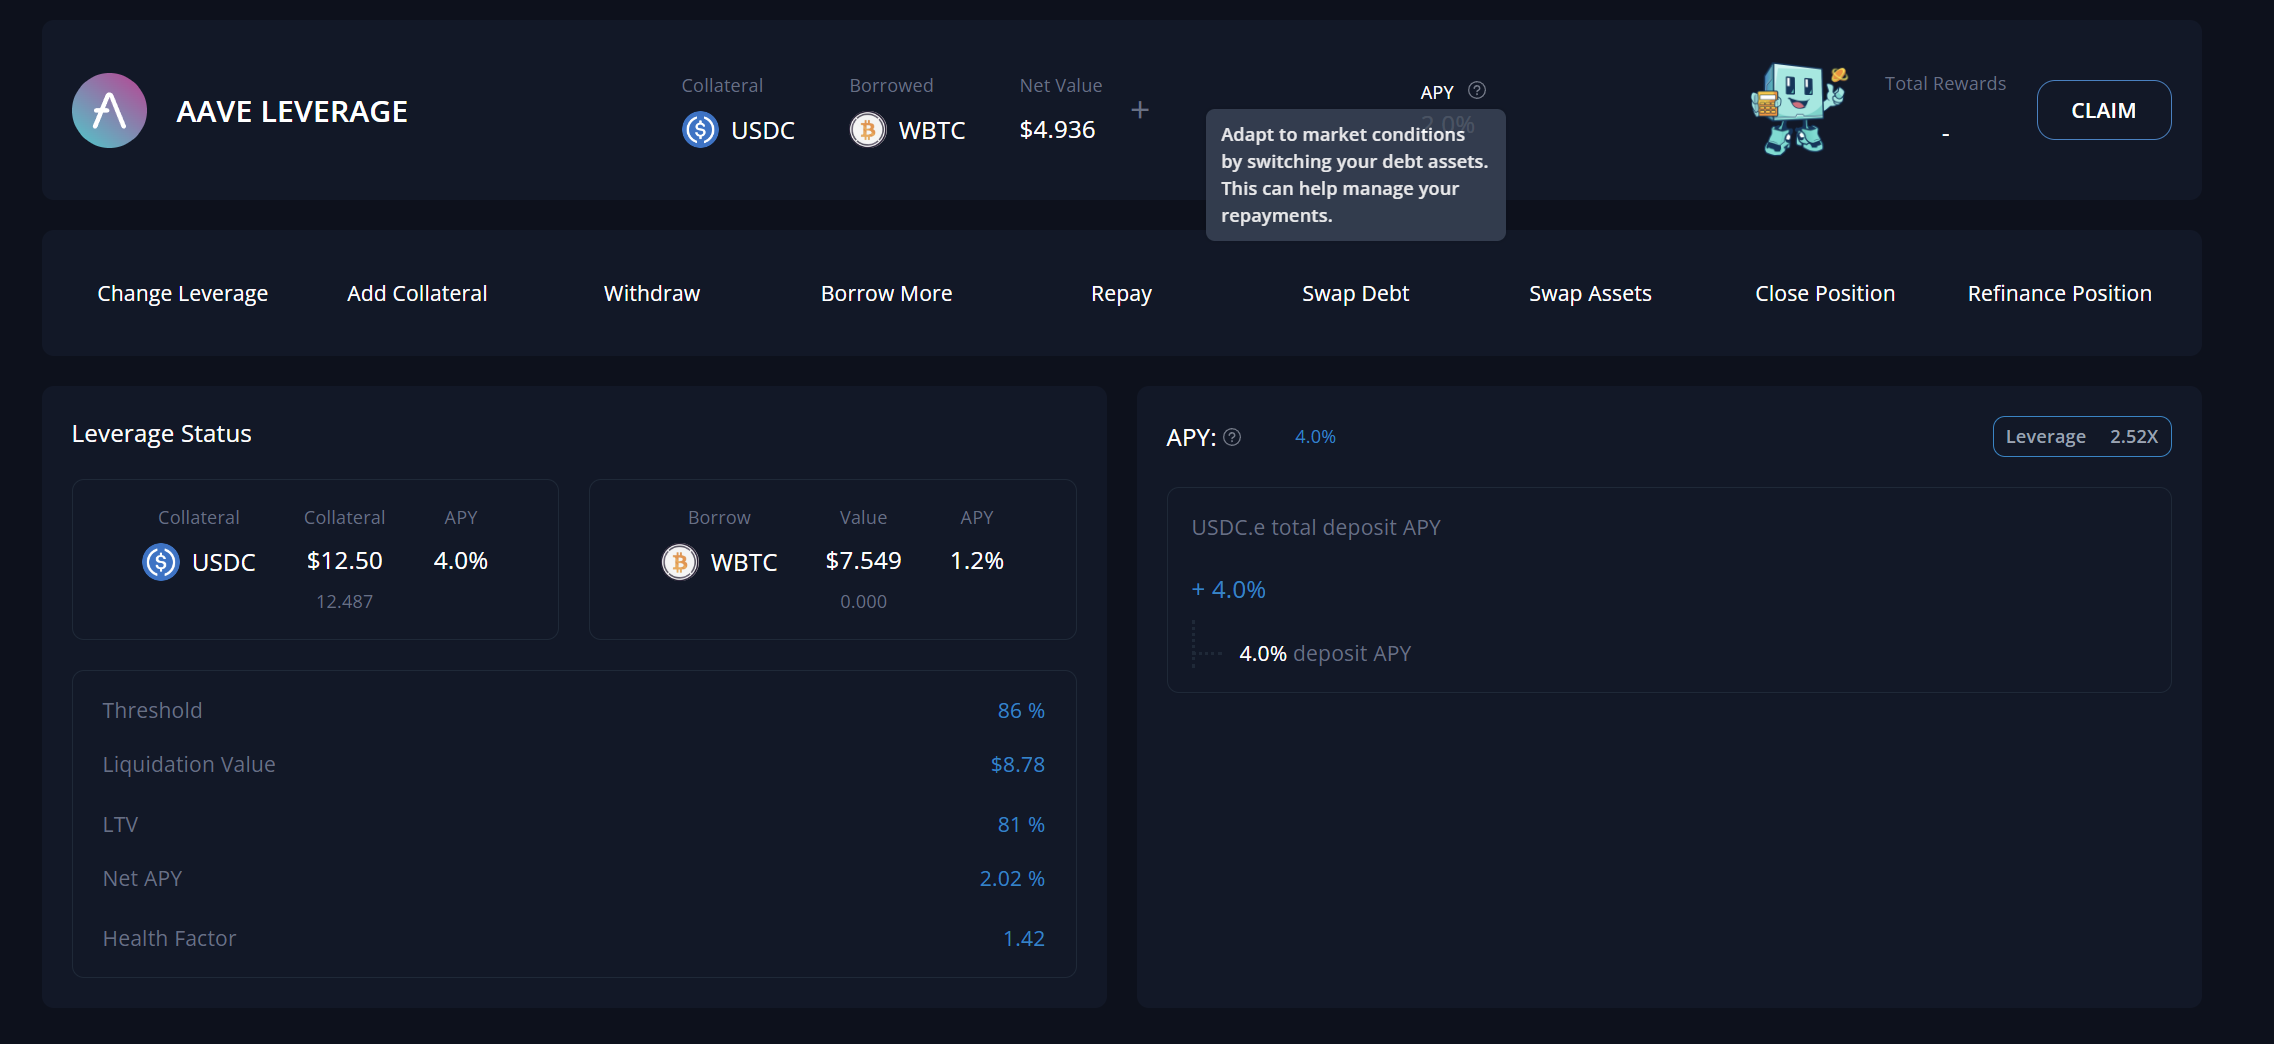 AAVE LEVERAGE
Collateral
USDC
Borrowed
WBTC
Net Value
$4.936
+
APY
2.0%
Adapt to market conditions
by switching your debt assets.
This can help manage your
repayments.
Total Rewards
-
CLAIM
Change Leverage
Add Collateral
Withdraw
Borrow More
Repay
Swap Debt
Swap Assets
Close Position
Refinance Position
Leverage Status
Collateral Collateral APY
USDC $12.50 4.0%
12.487
Borrow Value APY
WBTC $7.549 1.2%
0.000
Threshold 86 %
Liquidation Value $8.78
LTV 81 %
Net APY 2.02 %
Health Factor 1.42
APY: 4.0%
Leverage 2.52X
USDC.e total deposit APY
+ 4.0%
4.0% deposit APY